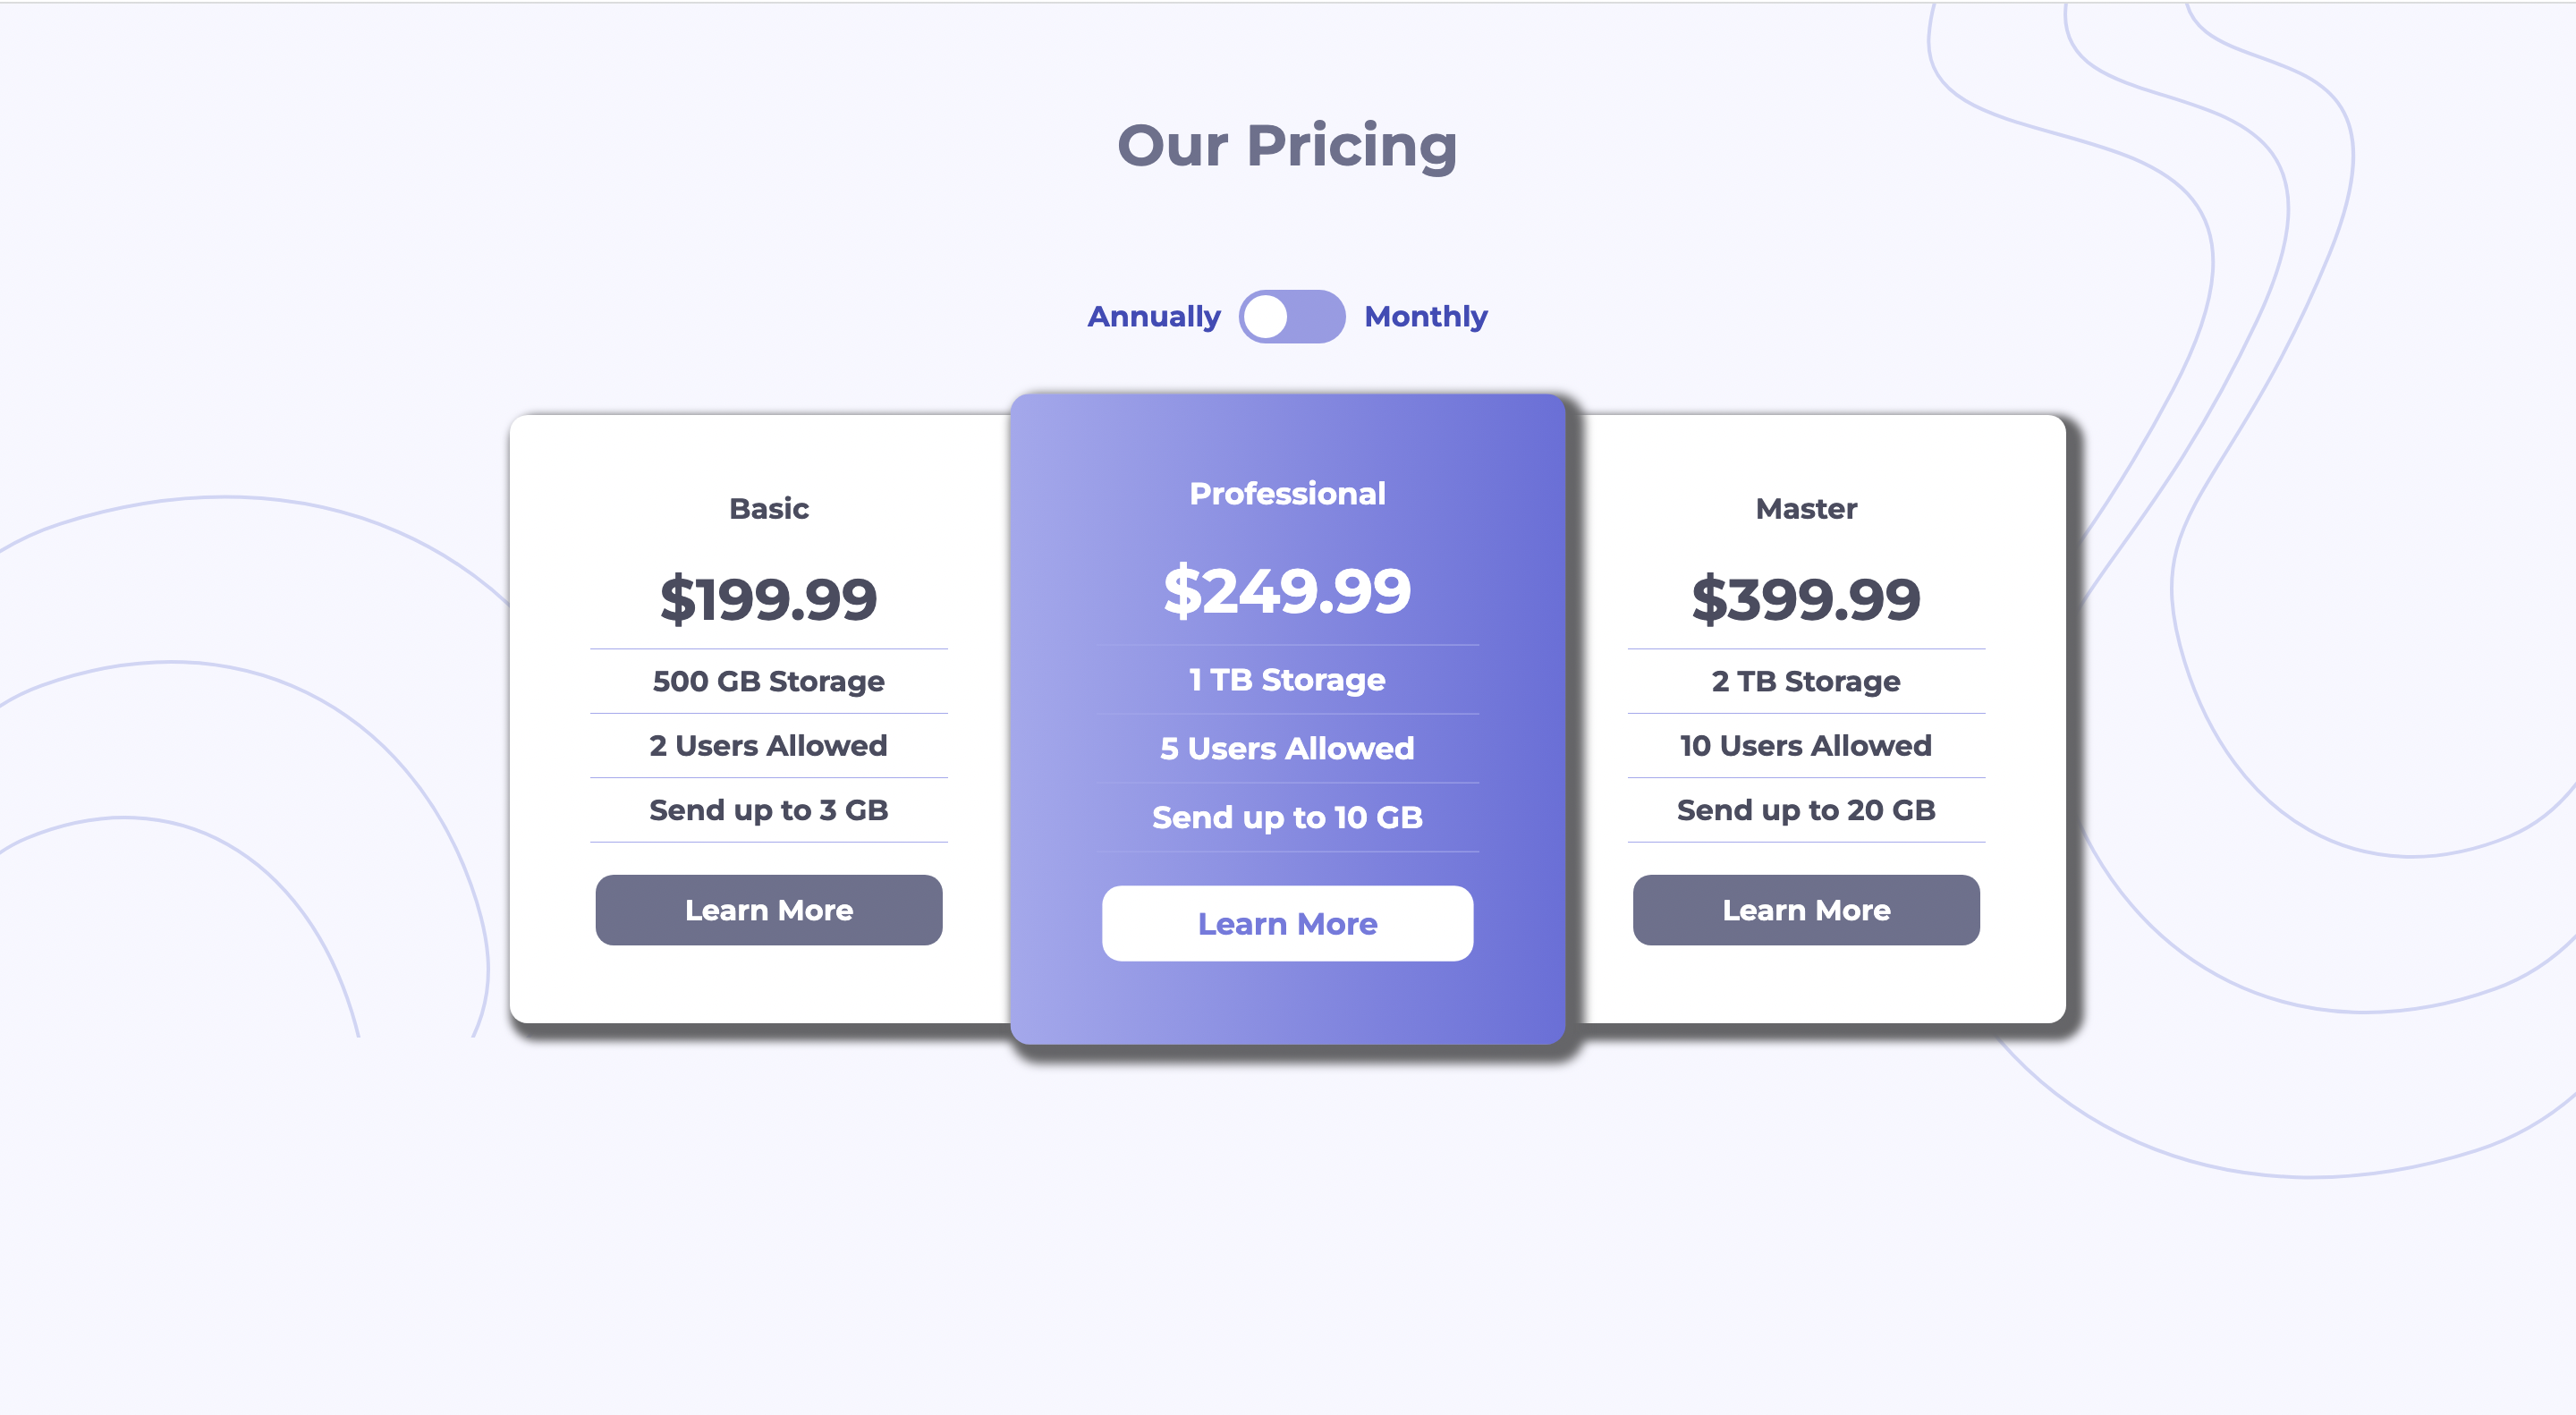 Our Pricing
Annually Monthly
Basic
$199.99
500 GB Storage
2 Users Allowed
Send up to 3 GB
Learn More
Professional
$249.99
1 TB Storage
5 Users Allowed
Send up to 10 GB
Learn More
Master
$399.99
2 TB Storage
10 Users Allowed
Send up to 20 GB
Learn More